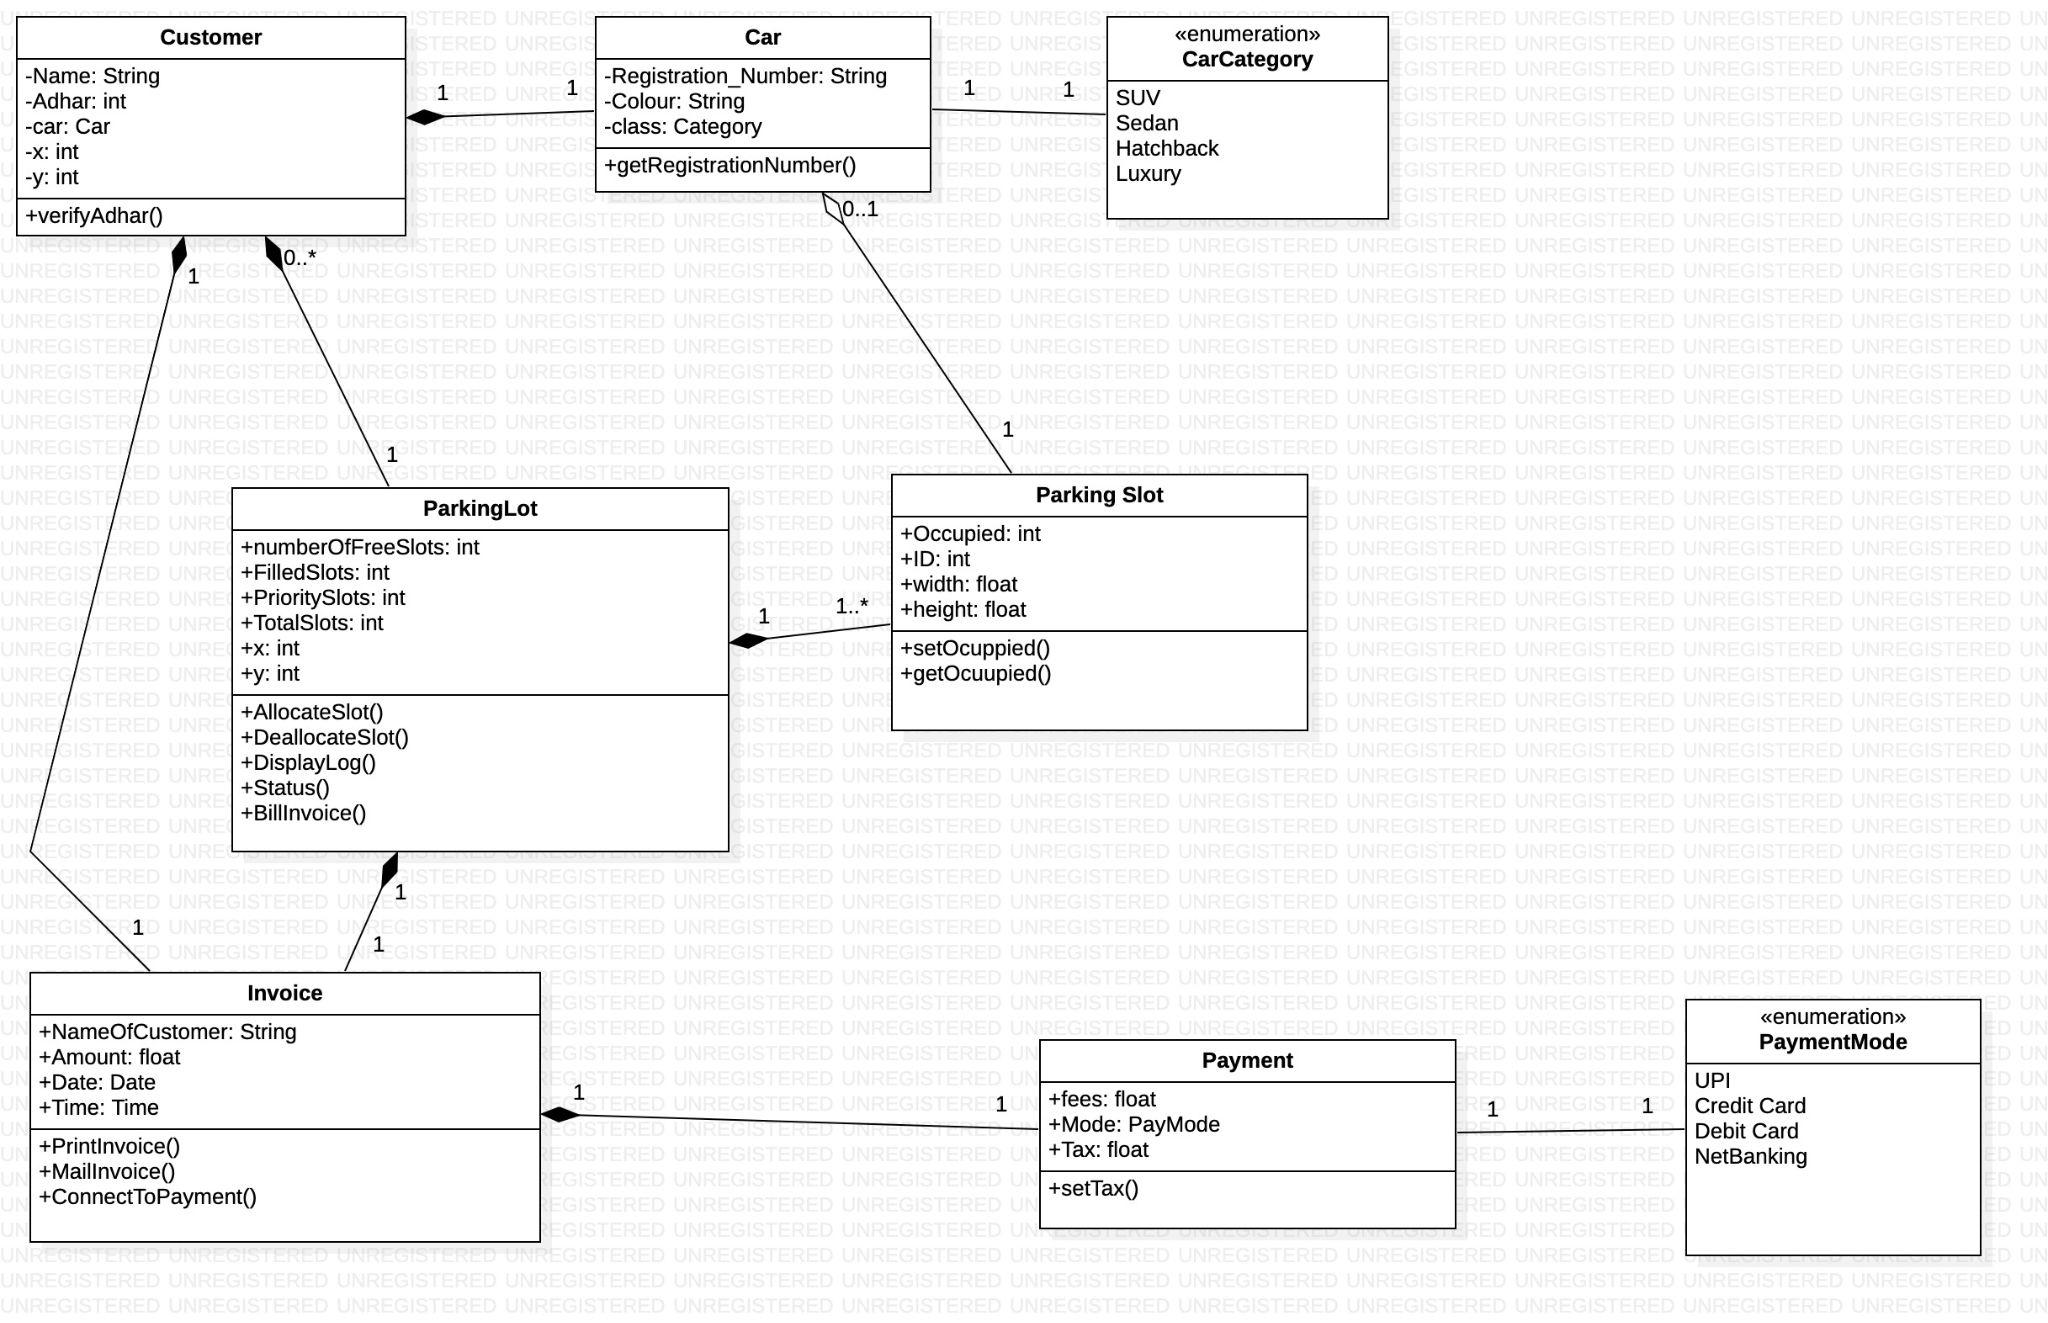 Customer
-Name: String
-Adhar: int
-car: Car
-x: int
-y: int
+verifyAdhar()
1
1
Car
-Registration_Number: String
-Colour: String
-class: Category
+getRegistrationNumber()
1
1
«enumeration»
CarCategory
SUV
Sedan
Hatchback
Luxury
1
0..*
0..1
1
1
ParkingLot
+numberOfFreeSlots: int
+FilledSlots: int
+PrioritySlots: int
+TotalSlots: int
+x: int
+y: int
+AllocateSlot()
+DeallocateSlot()
+DisplayLog()
+Status()
+BillInvoice()
1
1..*
Parking Slot
+Occupied: int
+ID: int
+width: float
+height: float
+setOcuppied()
+getOcuupied()
1
1
1
Invoice
+NameOfCustomer: String
+Amount: float
+Date: Date
+Time: Time
+PrintInvoice()
+MailInvoice()
+ConnectToPayment()
1
1
Payment
+fees: float
+Mode: PayMode
+Tax: float
+setTax()
1
1
«enumeration»
PaymentMode
UPI
Credit Card
Debit Card
NetBanking
UNREGISTERED